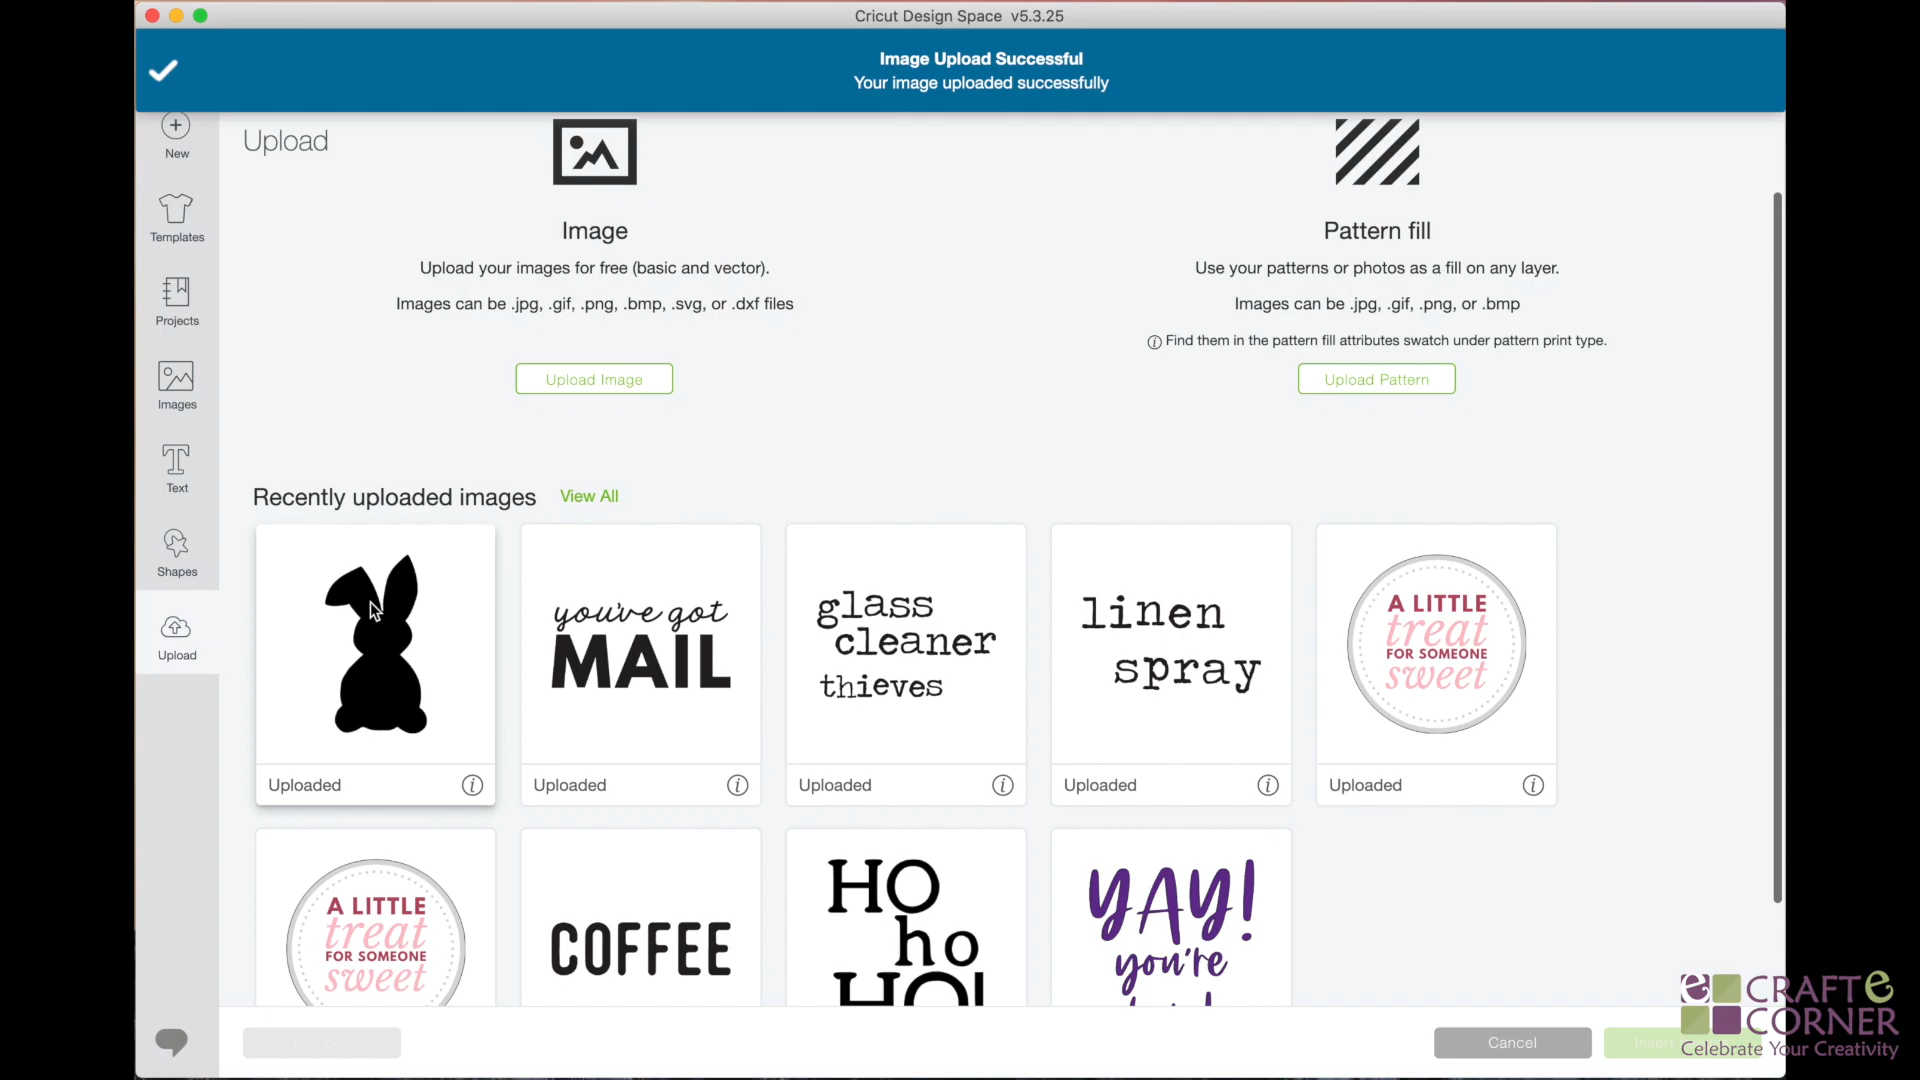 Cricut Design Space v5.3.25
Image Upload Successful
Your image uploaded successfully
New
Upload
Templates
Projects
Images
Text
Shapes
Upload
Image
Upload your images for free (basic and vector).
Images can be .jpg, .gif, .png, .bmp, .svg, or .dxf files
Upload Image
Pattern fill
Use your patterns or photos as a fill on any layer.
Images can be .jpg, .gif, .png, or .bmp
Find them in the pattern fill attributes swatch under pattern print type.
Upload Pattern
Recently uploaded images
View All
you've got
MAIL
glass
cleaner
thieves
linen
spray
A LITTLE
treat
FOR SOMEONE
sweet
Uploaded
Uploaded
Uploaded
Uploaded
Uploaded
A LITTLE
treat
FOR SOMEONE
sweet
COFFEE
HO
ho
HO!
YAY!
you're
Cancel
Insert
e CRAFT e
CORNER
Celebrate Your Creativity